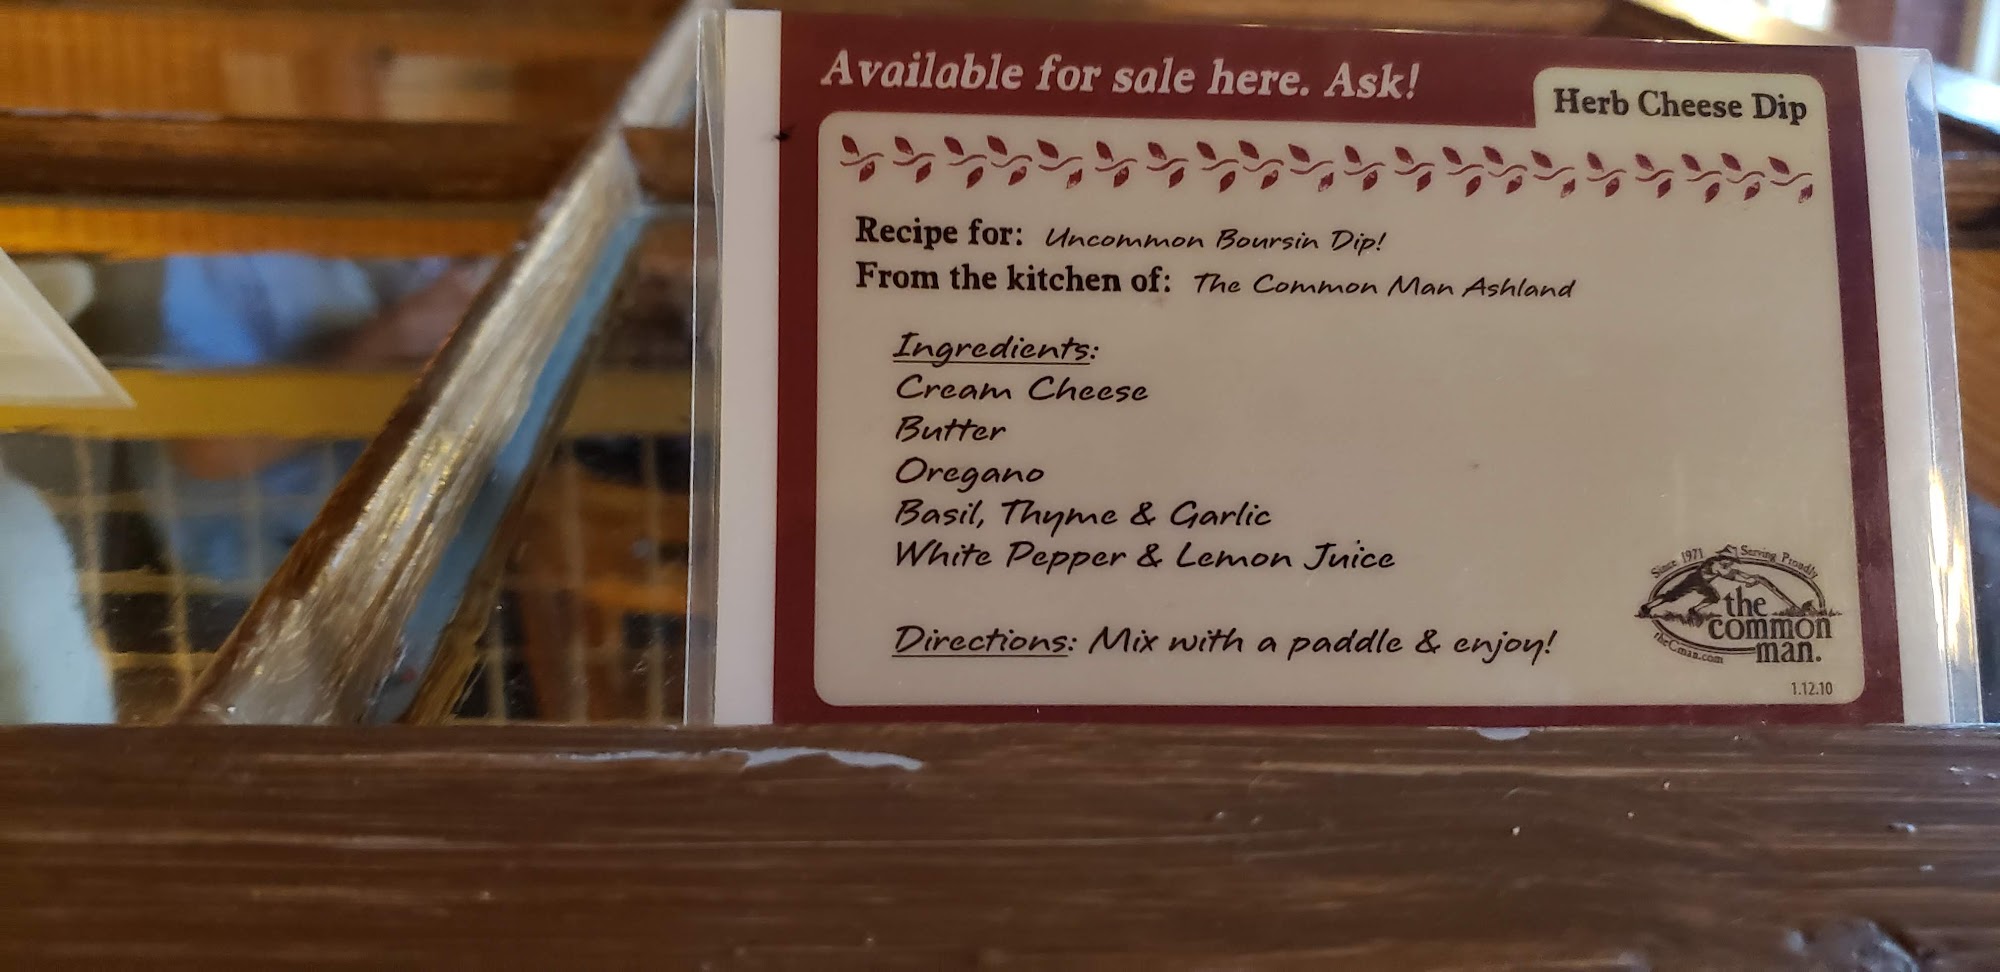 Available for sale here. Ask!
Herb Cheese Dip
Recipe for: Uncommon Boursin Dip!
From the kitchen of: The Common Man Ashland
Ingredients:
Cream Cheese
Butter
Oregano
Basil, Thyme & Garlic
White Pepper & Lemon Juice
Directions: Mix with a paddle & enjoy!
Since 1971 Serving Proudly
the
common
man.
theCman.com
1.12.10